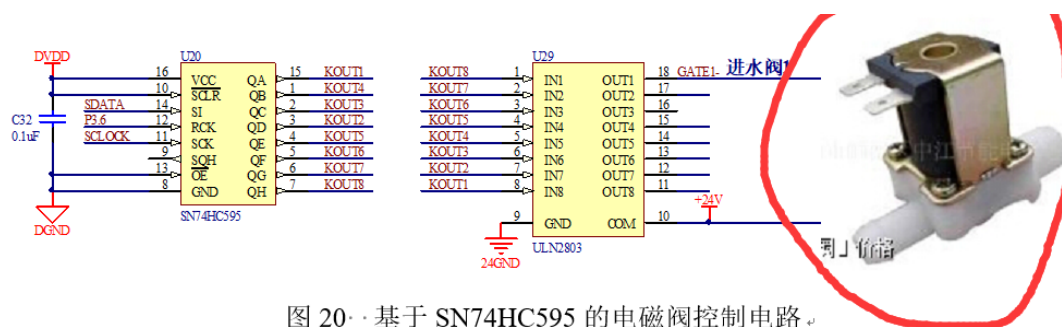 U20
U29
DVDD
16 VCC QA 15 KOUT1
10 SCLR QB 1 KOUT4
SDATA 14 SI QC 2 KOUT2
P3.6 12 RCK QD 3 KOUT3
SCLOCK 11 SCK QE 4 KOUT5
9 SQH QF 5 KOUT6
13 OE QG 6 KOUT7
8 GND QH 7 KOUT8
C32
0.1uF
DGND
SN74HC595
KOUT8 1 IN1 OUT1 18 GATE1- 进水阀
KOUT7 2 IN2 OUT2 17
KOUT6 3 IN3 OUT3 16
KOUT5 4 IN4 OUT4 15
KOUT4 5 IN5 OUT5 14
KOUT3 6 IN6 OUT6 13
KOUT2 7 IN7 OUT7 12
KOUT1 8 IN8 OUT8 11
+24V
9 GND COM 10
24GND
ULN2803
阀」价格
图 20··基于 SN74HC595 的电磁阀控制电路